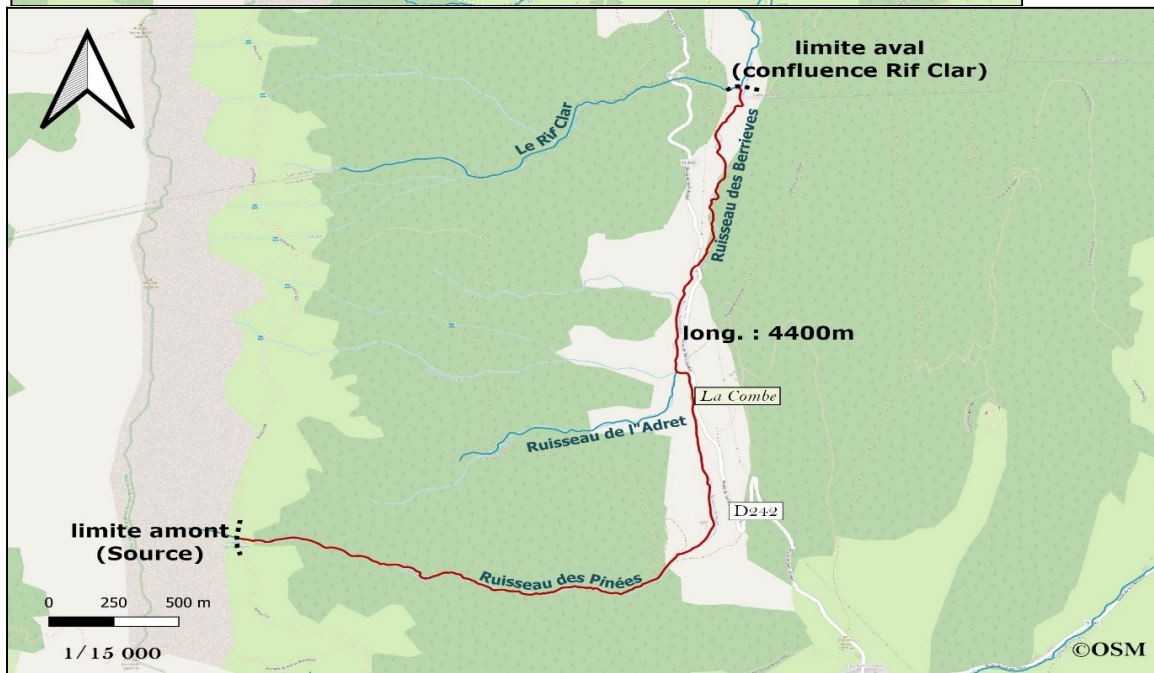 limite aval
(confluence Rif Clar)
Le Rif Clar
Ruisseau des Berrieves
long. : 4400m
La Combe
Ruisseau de l"Adret
D242
limite amont
(Source)
Ruisseau des Pinées
0 250 500 m
1/15 000
©OSM